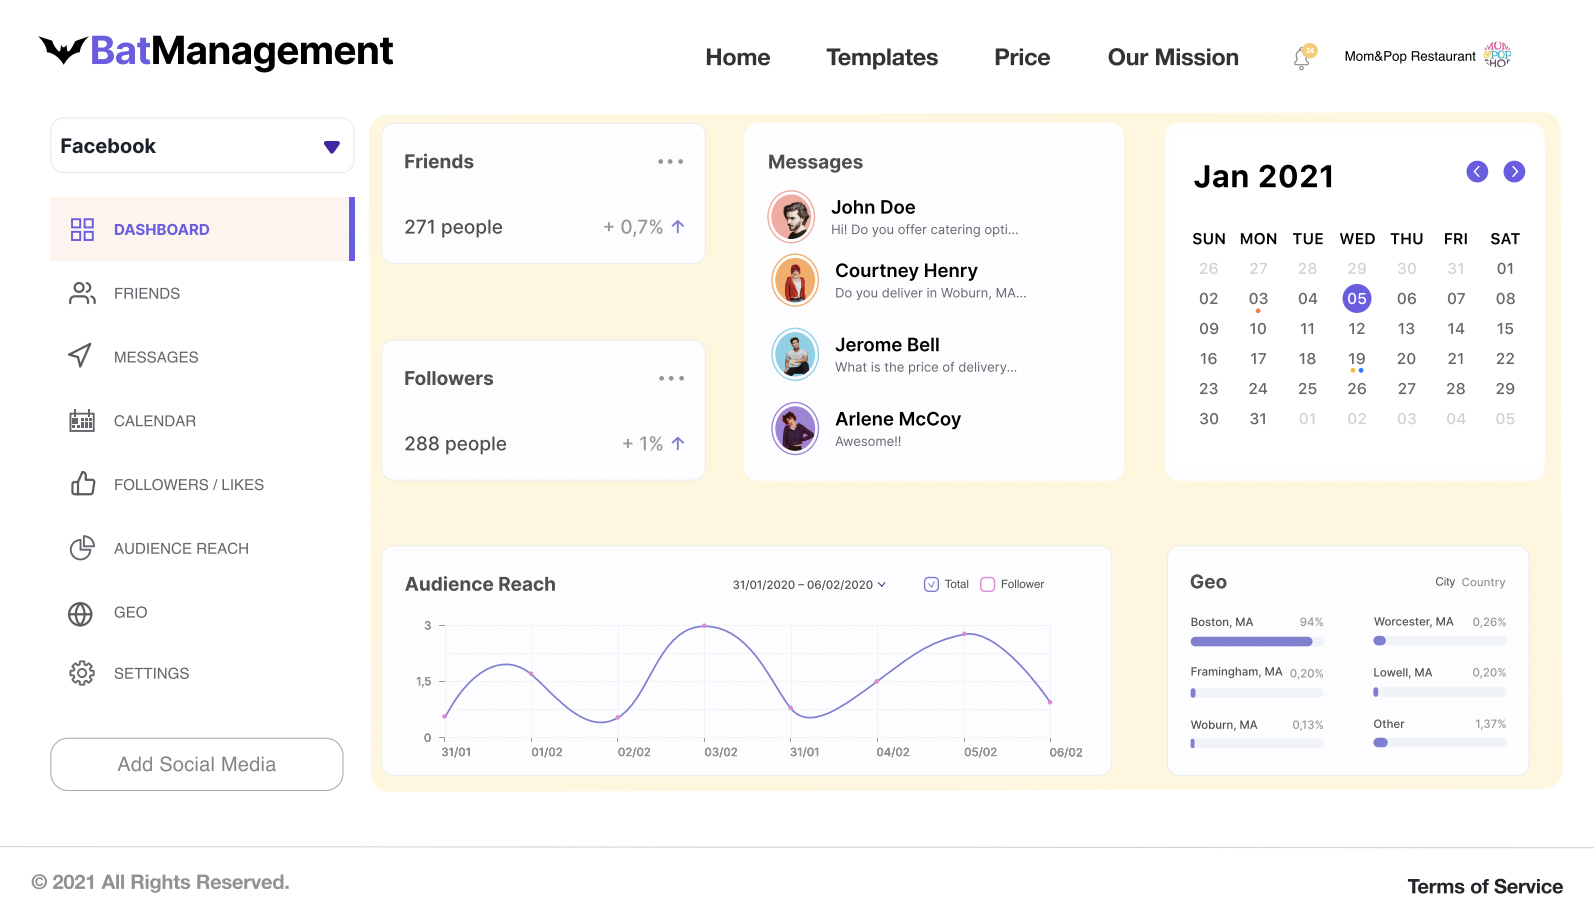 BatManagement
Home Templates Price Our Mission
34
Mom&Pop Restaurant
MOM
&POP
SHOP
Facebook
DASHBOARD
FRIENDS
MESSAGES
CALENDAR
FOLLOWERS / LIKES
AUDIENCE REACH
GEO
SETTINGS
Add Social Media
Friends
271 people + 0,7%
Followers
288 people + 1%
Messages
John Doe
Hi! Do you offer catering opti...
Courtney Henry
Do you deliver in Woburn, MA...
Jerome Bell
What is the price of delivery...
Arlene McCoy
Awesome!!
Jan 2021
SUN MON TUE WED THU FRI SAT
26 27 28 29 30 31 01
02 03 04 05 06 07 08
09 10 11 12 13 14 15
16 17 18 19 20 21 22
23 24 25 26 27 28 29
30 31 01 02 03 04 05
Audience Reach
31/01/2020 – 06/02/2020
Total Follower
3
1,5
0
31/01 01/02 02/02 03/02 31/01 04/02 05/02 06/02
Geo
City Country
Boston, MA 94%
Worcester, MA 0,26%
Framingham, MA 0,20%
Lowell, MA 0,20%
Woburn, MA 0,13%
Other 1,37%
© 2021 All Rights Reserved.
Terms of Service